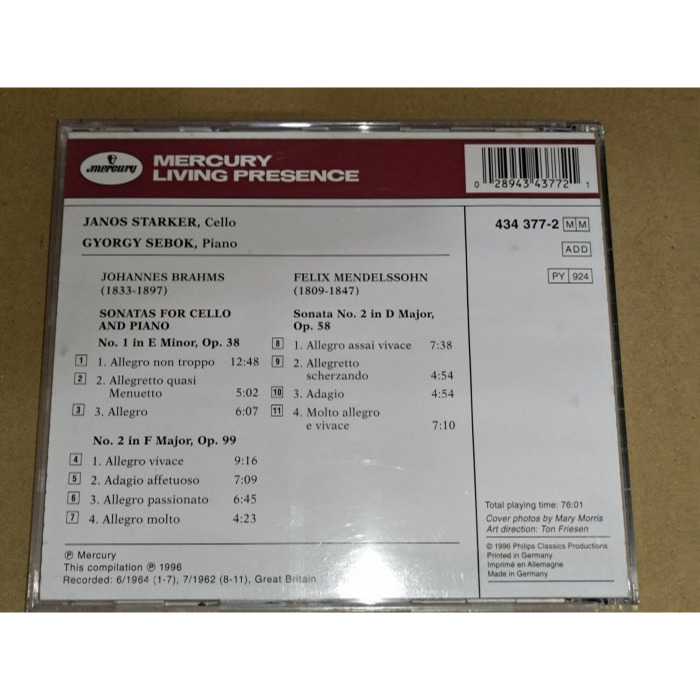 mercury
MERCURY
LIVING PRESENCE
0 28943 43772 1
JANOS STARKER, Cello
GYORGY SEBOK, Piano
434 377-2 M M
ADD
PY 924
JOHANNES BRAHMS
(1833-1897)
SONATAS FOR CELLO
AND PIANO
No. 1 in E Minor, Op. 38
1 1. Allegro non troppo 12:48
2 2. Allegretto quasi
Menuetto 5:02
3 3. Allegro 6:07
No. 2 in F Major, Op. 99
4 1. Allegro vivace 9:16
5 2. Adagio affetuoso 7:09
6 3. Allegro passionato 6:45
7 4. Allegro molto 4:23
FELIX MENDELSSOHN
(1809-1847)
Sonata No. 2 in D Major,
Op. 58
8 1. Allegro assai vivace 7:38
9 2. Allegretto
scherzando 4:54
10 3. Adagio 4:54
11 4. Molto allegro
e vivace 7:10
Total playing time: 76:01
Cover photos by Mary Morris
Art direction: Ton Friesen
© 1996 Philips Classics Productions
Printed in Germany
Imprimé en Allemagne
Made in Germany
℗ Mercury
This compilation ℗ 1996
Recorded: 6/1964 (1-7), 7/1962 (8-11), Great Britain